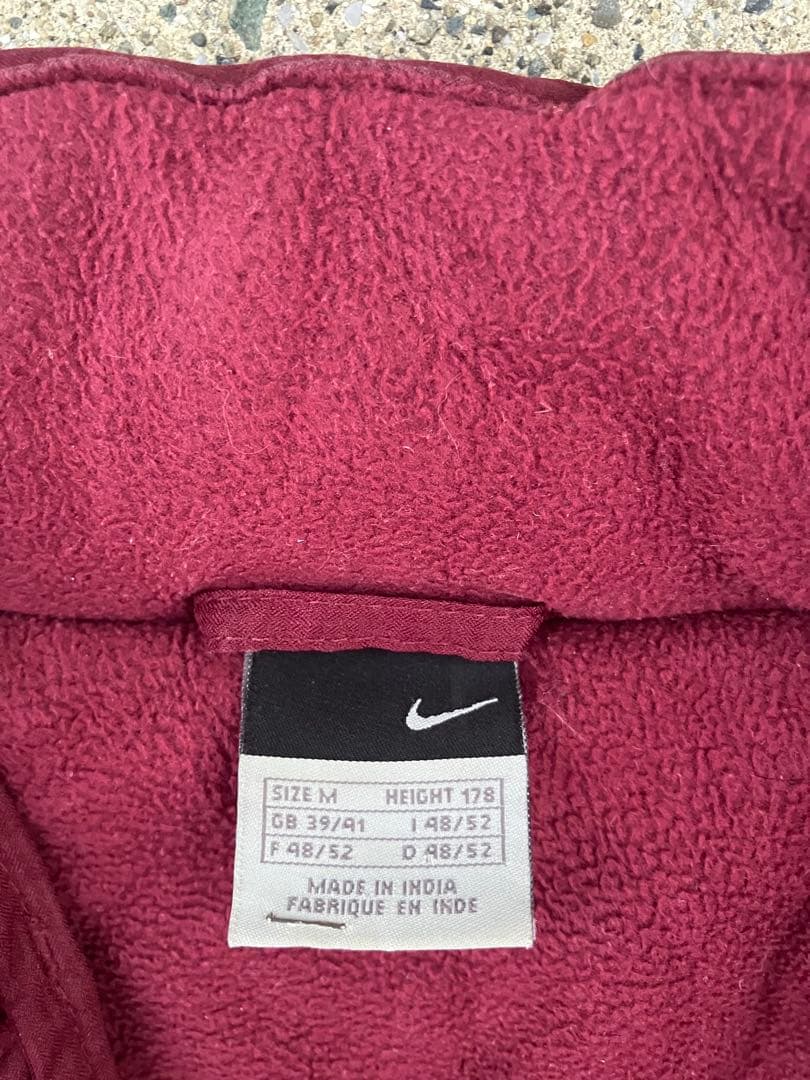 SIZE M HEIGHT 178
GB 39/41 I 48/52
F 48/52 D 48/52
MADE IN INDIA
FABRIQUE EN INDE